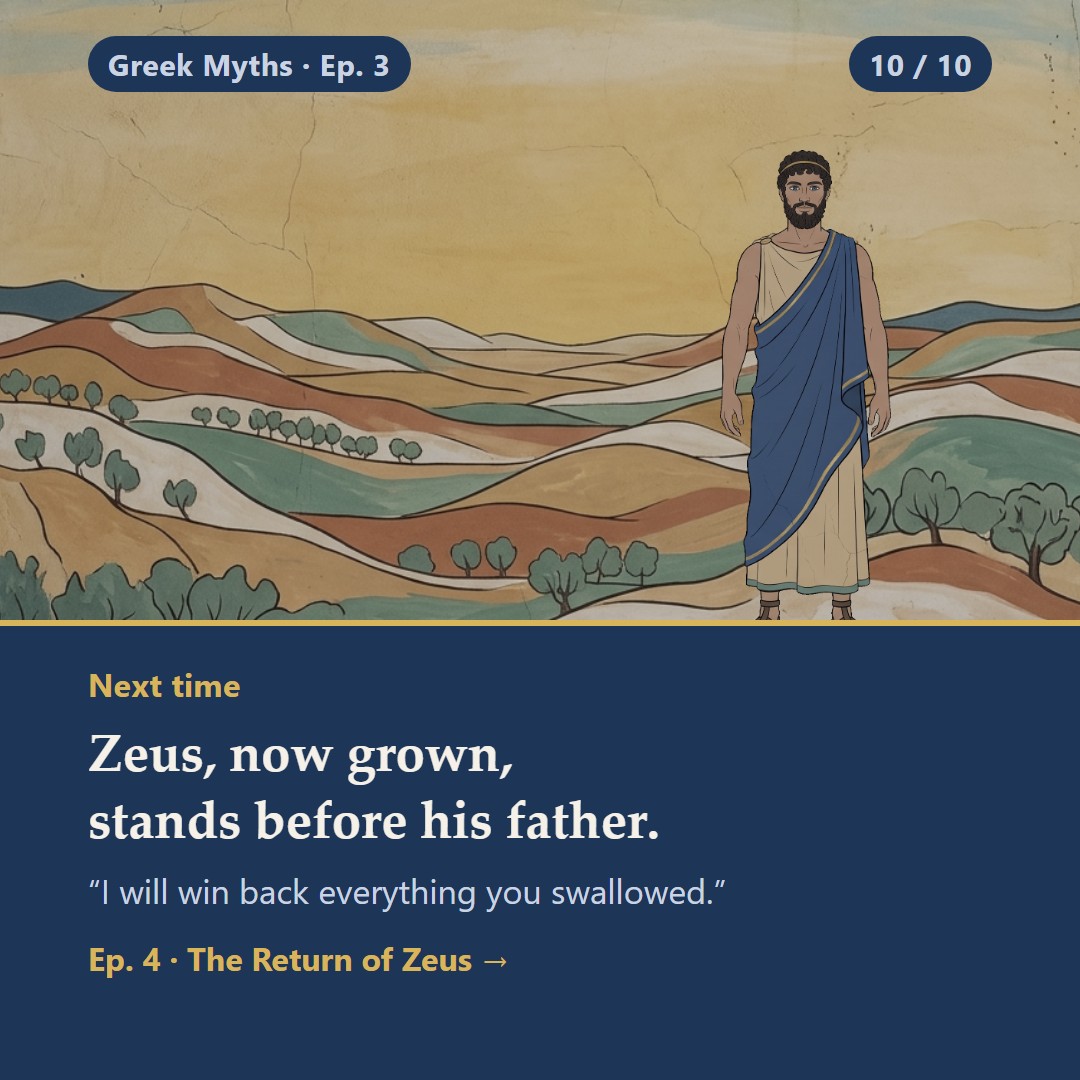 Greek Myths · Ep. 3
10 / 10
Next time
Zeus, now grown,
stands before his father.
“I will win back everything you swallowed.”
Ep. 4 · The Return of Zeus →